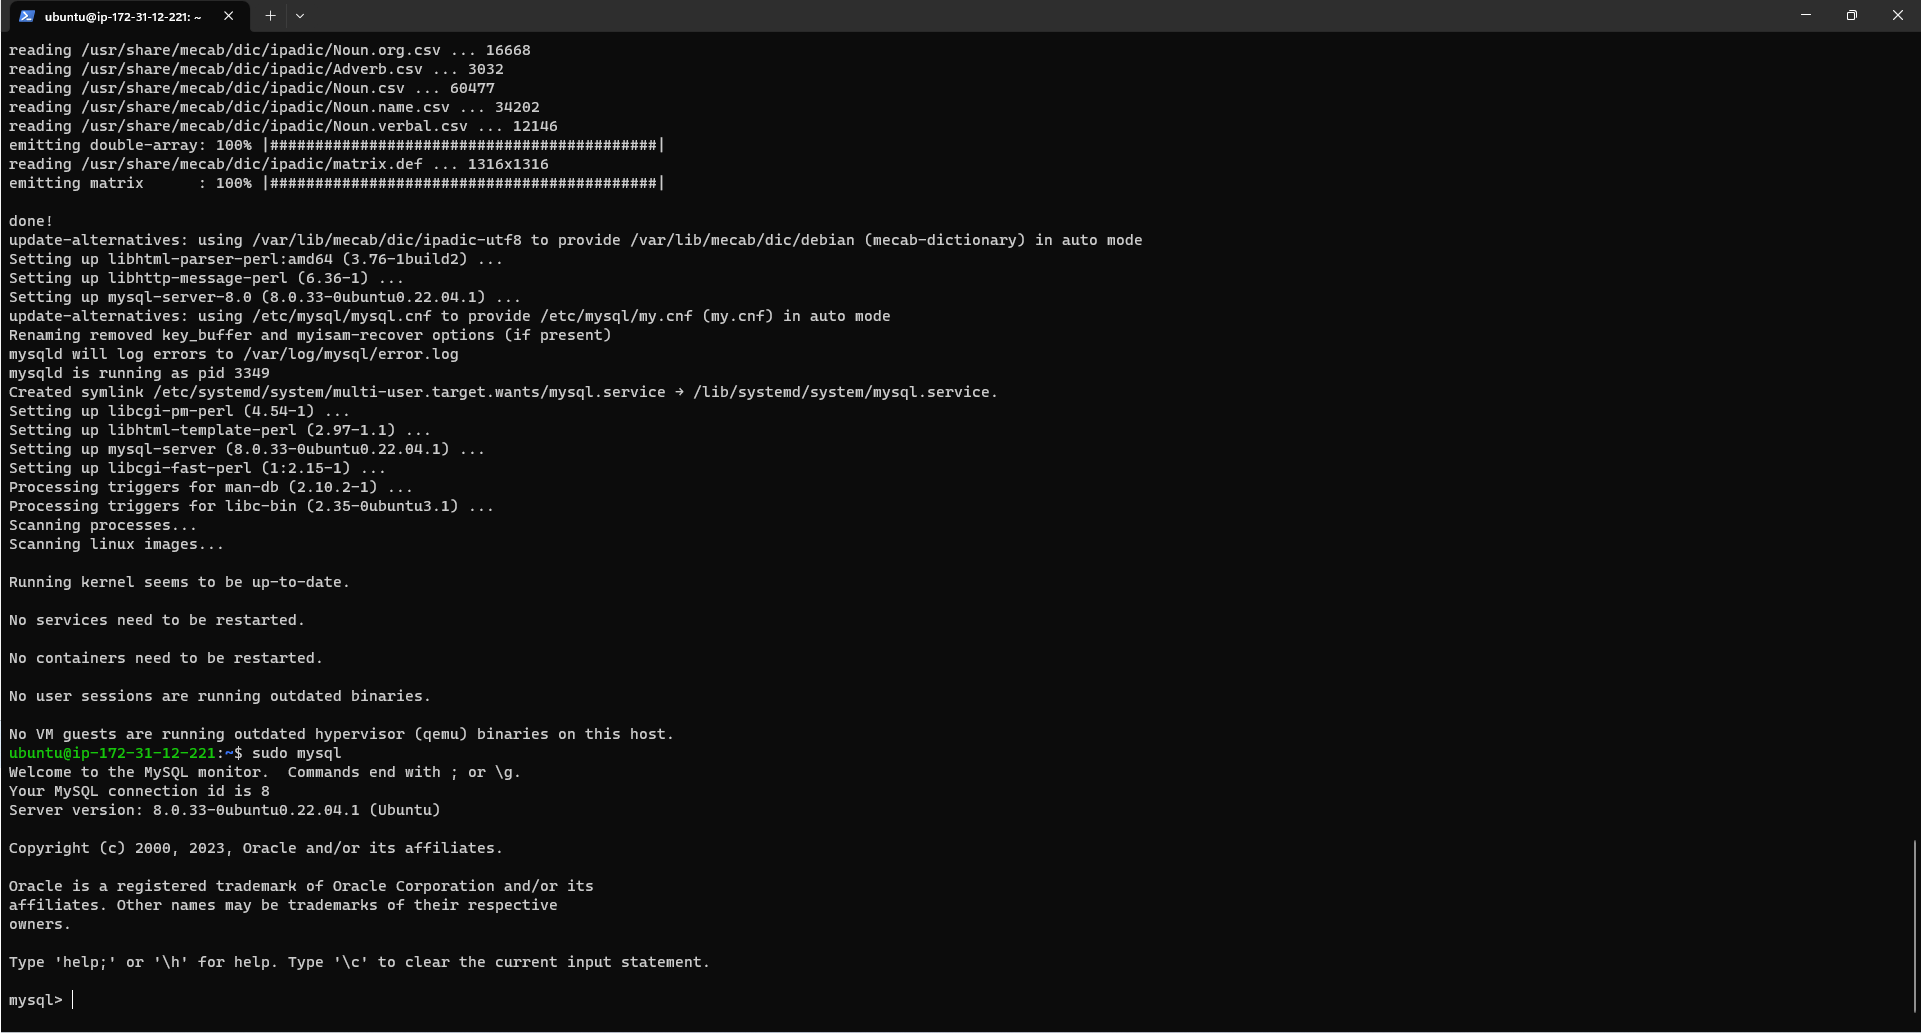 ubuntu@ip-172-31-12-221: ~
reading /usr/share/mecab/dic/ipadic/Noun.org.csv ... 16668
reading /usr/share/mecab/dic/ipadic/Adverb.csv ... 3032
reading /usr/share/mecab/dic/ipadic/Noun.csv ... 60477
reading /usr/share/mecab/dic/ipadic/Noun.name.csv ... 34202
reading /usr/share/mecab/dic/ipadic/Noun.verbal.csv ... 12146
emitting double-array: 100% |###########################################|
reading /usr/share/mecab/dic/ipadic/matrix.def ... 1316x1316
emitting matrix      : 100% |###########################################|
done!
update-alternatives: using /var/lib/mecab/dic/ipadic-utf8 to provide /var/lib/mecab/dic/debian (mecab-dictionary) in auto mode
Setting up libhtml-parser-perl:amd64 (3.76-1build2) ...
Setting up libhttp-message-perl (6.36-1) ...
Setting up mysql-server-8.0 (8.0.33-0ubuntu0.22.04.1) ...
update-alternatives: using /etc/mysql/mysql.cnf to provide /etc/mysql/my.cnf (my.cnf) in auto mode
Renaming removed key_buffer and myisam-recover options (if present)
mysqld will log errors to /var/log/mysql/error.log
mysqld is running as pid 3349
Created symlink /etc/systemd/system/multi-user.target.wants/mysql.service → /lib/systemd/system/mysql.service.
Setting up libcgi-pm-perl (4.54-1) ...
Setting up libhtml-template-perl (2.97-1.1) ...
Setting up mysql-server (8.0.33-0ubuntu0.22.04.1) ...
Setting up libcgi-fast-perl (1:2.15-1) ...
Processing triggers for man-db (2.10.2-1) ...
Processing triggers for libc-bin (2.35-0ubuntu3.1) ...
Scanning processes...
Scanning linux images...
Running kernel seems to be up-to-date.
No services need to be restarted.
No containers need to be restarted.
No user sessions are running outdated binaries.
No VM guests are running outdated hypervisor (qemu) binaries on this host.
ubuntu@ip-172-31-12-221:~$ sudo mysql
Welcome to the MySQL monitor.  Commands end with ; or \g.
Your MySQL connection id is 8
Server version: 8.0.33-0ubuntu0.22.04.1 (Ubuntu)
Copyright (c) 2000, 2023, Oracle and/or its affiliates.
Oracle is a registered trademark of Oracle Corporation and/or its
affiliates. Other names may be trademarks of their respective
owners.
Type 'help;' or '\h' for help. Type '\c' to clear the current input statement.
mysql>